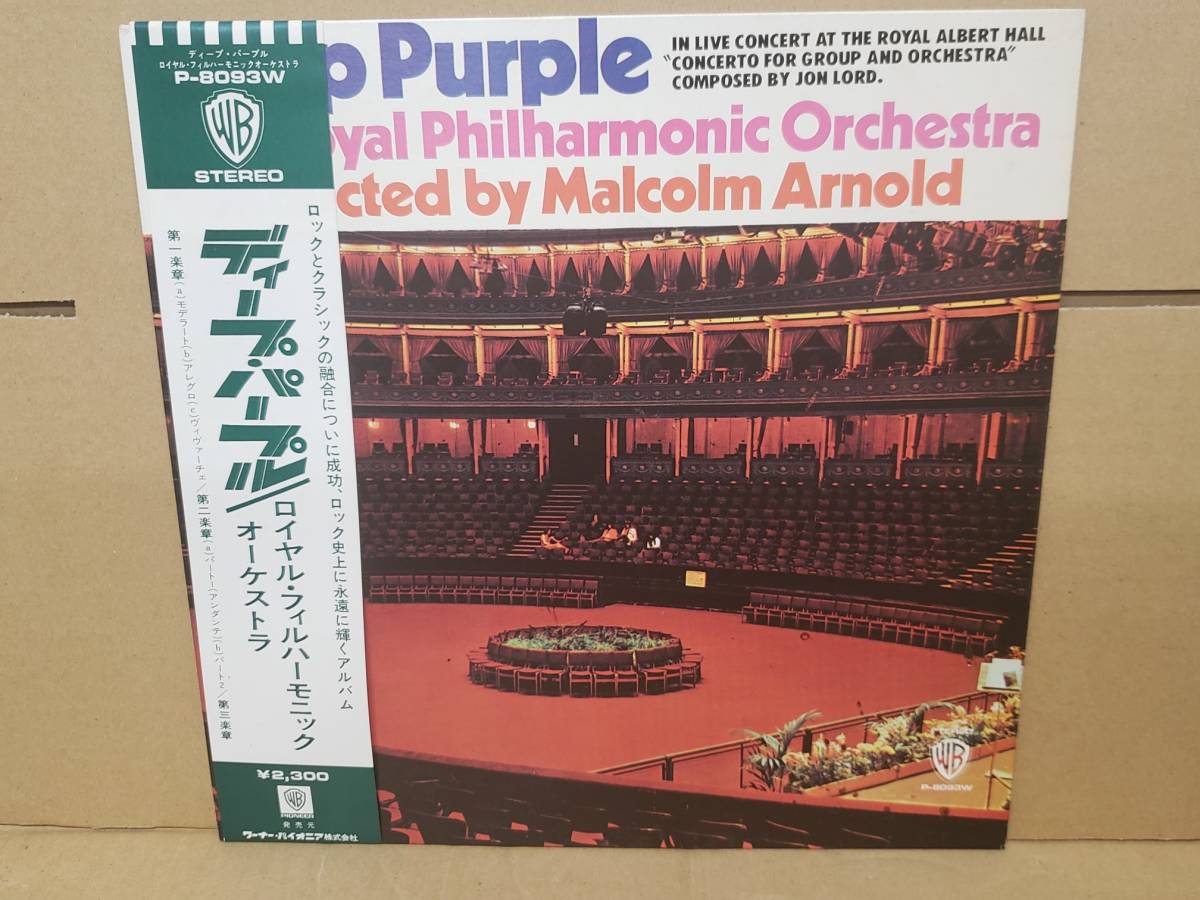 ディープ・パープル
ロイヤル・フィルハーモニックオーケストラ
P-8093W
WB
STEREO
ロックとクラシックの融合についに成功、ロック史上に永遠に輝くアルバム
ディープ・パープル/
ロイヤル・フィルハーモニック
オーケストラ
第一楽章(a)モデラート(b)アレグロ(c)ヴィヴァーチェ/第二楽章(a)パート1(アンダンテ)(b)パート2/第三楽章
¥2,300
WB
PIONEER
発売元
ワーナー・パイオニア株式会社
p Purple
IN LIVE CONCERT AT THE ROYAL ALBERT HALL
"CONCERTO FOR GROUP AND ORCHESTRA"
COMPOSED BY JON LORD.
oyal Philharmonic Orchestra
cted by Malcolm Arnold
WB
P-8093W